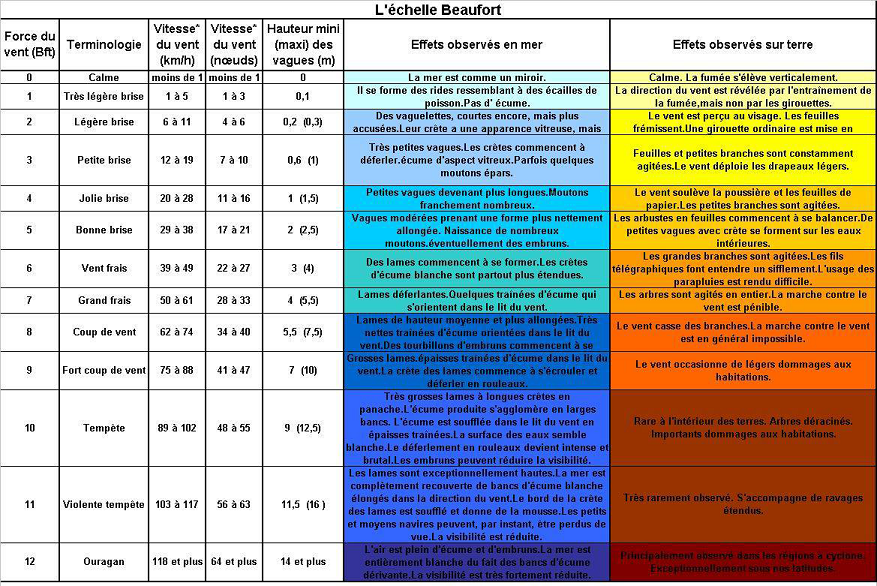 L'échelle Beaufort
Force du vent (Bft) Terminologie Vitesse* du vent (km/h) Vitesse* du vent (nœuds) Hauteur mini (maxi) des vagues (m) Effets observés en mer Effets observés sur terre
0 Calme moins de 1 moins de 1 0 La mer est comme un miroir. Calme. La fumée s'élève verticalement.
1 Très légère brise 1 à 5 1 à 3 0,1 Il se forme des rides ressemblant à des écailles de poisson.Pas d' écume. La direction du vent est révélée par l'entraînement de la fumée,mais non par les girouettes.
2 Légère brise 6 à 11 4 à 6 0,2 (0,3) Des vaguelettes, courtes encore, mais plus accusées.Leur crête a une apparence vitreuse, mais Le vent est perçu au visage. Les feuilles frémissent.Une girouette ordinaire est mise en
3 Petite brise 12 à 19 7 à 10 0,6 (1) Très petites vagues.Les crêtes commencent à déferler.écume d'aspect vitreux.Parfois quelques moutons épars. Feuilles et petites branches sont constamment agitées.Le vent déploie les drapeaux légers.
4 Jolie brise 20 à 28 11 à 16 1 (1,5) Petites vagues devenant plus longues.Moutons franchement nombreux. Le vent soulève la poussière et les feuilles de papier.Les petites branches sont agitées.
5 Bonne brise 29 à 38 17 à 21 2 (2,5) Vagues modérées prenant une forme plus nettement allongée. Naissance de nombreux moutons.éventuellement des embruns. Les arbustes en feuilles commencent à se balancer.De petites vagues avec crête se forment sur les eaux intérieures.
6 Vent frais 39 à 49 22 à 27 3 (4) Des lames commencent à se former.Les crêtes d'écume blanche sont partout plus étendues. Les grandes branches sont agitées.Les fils télégraphiques font entendre un sifflement.L'usage des parapluies est rendu difficile.
7 Grand frais 50 à 61 28 à 33 4 (5,5) Lames déferlantes.Quelques traînées d'écume qui s'orientent dans le lit du vent. Les arbres sont agités en entier.La marche contre le vent est pénible.
8 Coup de vent 62 à 74 34 à 40 5,5 (7,5) Lames de hauteur moyenne et plus allongées.Très nettes traînées d'écume orientées dans le lit du vent.Des tourbillons d'embruns commencent à se Le vent casse des branches.La marche contre le vent est en général impossible.
9 Fort coup de vent 75 à 88 41 à 47 7 (10) Grosses lames.épaisses traînées d'écume dans le lit du vent.La crête des lames commence à s'écrouler et déferler en rouleaux. Le vent occasionne de légers dommages aux habitations.
10 Tempête 89 à 102 48 à 55 9 (12,5) Très grosses lames à longues crêtes en panache.L'écume produite s'agglomère en larges bancs. L'écume est soufflée dans le lit du vent en épaisses traînées.La surface des eaux semble blanche.Le déferlement en rouleaux devient intense et brutal.Les embruns peuvent réduire la visibilité. Rare à l'intérieur des terres. Arbres déracinés. Importants dommages aux habitations.
11 Violente tempête 103 à 117 56 à 63 11,5 (16 ) Les lames sont exceptionnellement hautes.La mer est complètement recouverte de bancs d'écume blanche élongés dans la direction du vent.Le bord de la crête des lames est soufflé et donne de la mousse.Les petits et moyens navires peuvent, par instant, être perdus de vue.La visibilité est réduite. Très rarement observé. S'accompagne de ravages étendus.
12 Ouragan 118 et plus 64 et plus 14 et plus L'air est plein d'écume et d'embruns.La mer est entièrement blanche du fait des bancs d'écume dérivante.La visibilité est très fortement réduite. Principalement observé dans les régions à cyclone. Exceptionnellement sous nos latitudes.